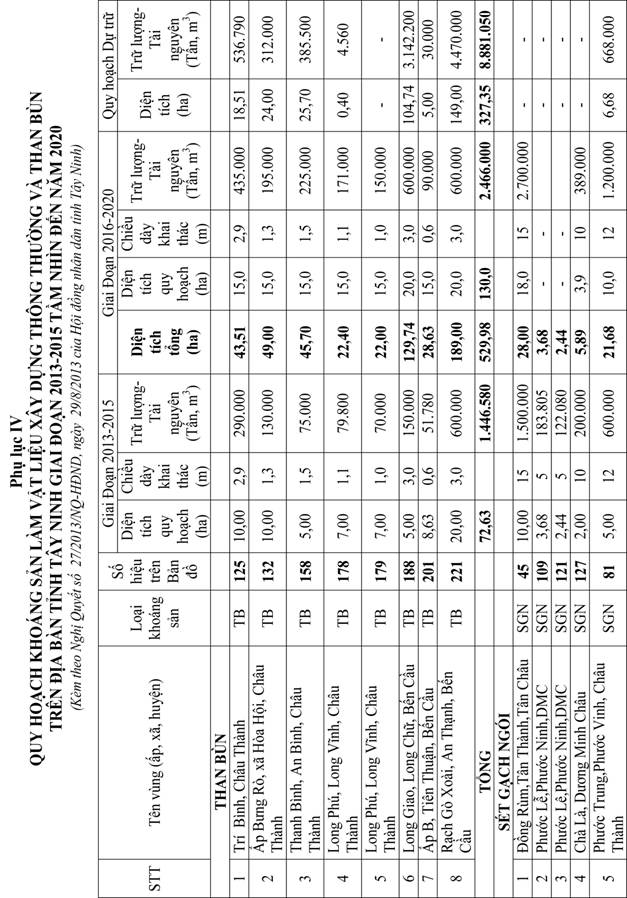 Phụ lục IV
QUY HOẠCH KHOÁNG SẢN LÀM VẬT LIỆU XÂY DỰNG THÔNG THƯỜNG VÀ THAN BÙN
TRÊN ĐỊA BÀN TỈNH TÂY NINH GIAI ĐOẠN 2013-2015 TẦM NHÌN ĐẾN NĂM 2020
(Kèm theo Nghị Quyết số 27/2013/NQ-HĐND, ngày 29/8/2013 của Hội đồng nhân dân tỉnh Tây Ninh)
STT Tên vùng (ấp, xã, huyện) Loại khoáng sản Số hiệu trên Bản đồ Giai Đoạn 2013-2015 Diện tích tổng (ha) Giai Đoạn 2016-2020 Quy hoạch Dự trữ
Diện tích quy hoạch (ha) Chiều dày khai thác (m) Trữ lượng-Tài nguyên (Tấn, m³) Diện tích quy hoạch (ha) Chiều dày khai thác (m) Trữ lượng-Tài nguyên (Tấn, m³) Diện tích (ha) Trữ lượng-Tài nguyên (Tấn, m³)
THAN BÙN
1 Trí Bình, Châu Thành TB 125 10,00 2,9 290.000 43,51 15,0 2,9 435.000 18,51 536.790
2 Ấp Bưng Rò, xã Hòa Hội, Châu Thành TB 132 10,00 1,3 130.000 49,00 15,0 1,3 195.000 24,00 312.000
3 Thanh Bình, An Bình, Châu Thành TB 158 5,00 1,5 75.000 45,70 15,0 1,5 225.000 25,70 385.500
4 Long Phú, Long Vĩnh, Châu Thành TB 178 7,00 1,1 79.800 22,40 15,0 1,1 171.000 0,40 4.560
5 Long Phú, Long Vĩnh, Châu Thành TB 179 7,00 1,0 70.000 22,00 15,0 1,0 150.000 - -
6 Long Giao, Long Chữ, Bến Cầu TB 188 5,00 3,0 150.000 129,74 20,0 3,0 600.000 104,74 3.142.200
7 Ấp B, Tiên Thuận, Bến Cầu TB 201 8,63 0,6 51.780 28,63 15,0 0,6 90.000 5,00 30.000
8 Rạch Gò Xoài, An Thạnh, Bến Cầu TB 221 20,00 3,0 600.000 189,00 20,0 3,0 600.000 149,00 4.470.000
TỔNG 72,63 1.446.580 529,98 130,0 2.466.000 327,35 8.881.050
SÉT GẠCH NGÓI
1 Đồng Rùm,Tân Thành,Tân Châu SGN 45 10,00 15 1.500.000 28,00 18,0 15 2.700.000 - -
2 Phước Lễ,Phước Ninh,DMC SGN 109 3,68 5 183.805 3,68 - - - -
3 Phước Lễ,Phước Ninh,DMC SGN 121 2,44 5 122.080 2,44 - - - -
4 Chà Là, Dương Minh Châu SGN 127 2,00 10 200.000 5,89 3,9 10 389.000 - -
5 Phước Trung,Phước Vinh, Châu Thành SGN 81 5,00 12 600.000 21,68 10,0 12 1.200.000 6,68 668.000